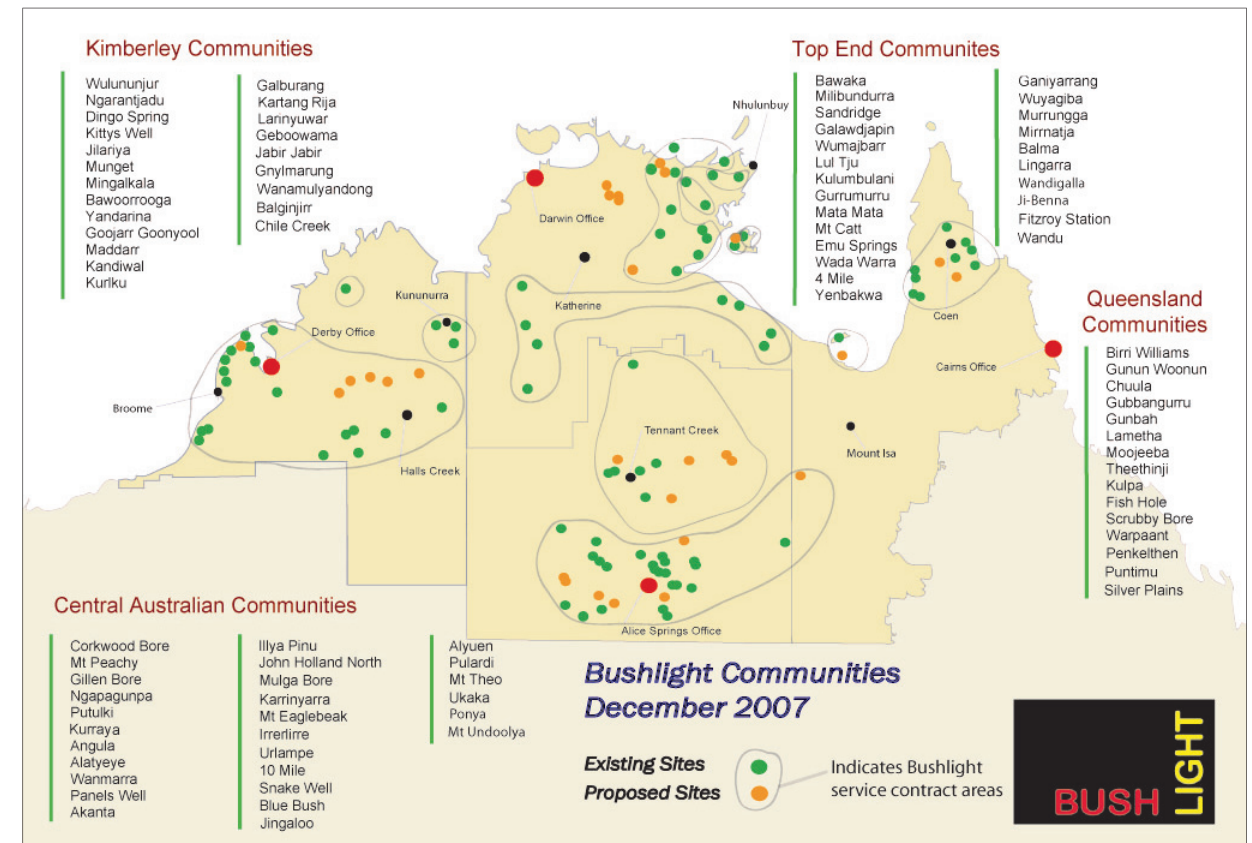 Kimberley Communities
Wulununjur
Ngarantjadu
Dingo Spring
Kittys Well
Jilariya
Munget
Mingalkala
Bawoorrooga
Yandarina
Goojarr Goonyool
Maddarr
Kandiwal
Kurlku
Galburang
Kartang Rija
Larinyuwar
Geboowama
Jabir Jabir
Gnylmarung
Wanamulyandong
Balginjirr
Chile Creek
Top End Communites
Bawaka
Milibundurra
Sandridge
Galawdjapin
Wumajbarr
Lul Tju
Kulumbulani
Gurrumurru
Mata Mata
Mt Catt
Emu Springs
Wada Warra
4 Mile
Yenbakwa
Ganiyarrang
Wuyagiba
Murrungga
Mirrnatja
Balma
Lingarra
Wandigalla
Ji-Benna
Fitzroy Station
Wandu
Nhulunbuy
Darwin Office
Katherine
Kununurra
Derby Office
Broome
Halls Creek
Tennant Creek
Alice Springs Office
Mount Isa
Coen
Cairns Office
Queensland
Communities
Birri Williams
Gunun Woonun
Chuula
Gubbangurru
Gunbah
Lametha
Moojeeba
Theethinji
Kulpa
Fish Hole
Scrubby Bore
Warpaant
Penkelthen
Puntimu
Silver Plains
Central Australian Communities
Corkwood Bore
Mt Peachy
Gillen Bore
Ngapagunpa
Putulki
Kurraya
Angula
Alatyeye
Wanmarra
Panels Well
Akanta
Illya Pinu
John Holland North
Mulga Bore
Karrinyarra
Mt Eaglebeak
Irrerlirre
Urlampe
10 Mile
Snake Well
Blue Bush
Jingaloo
Alyuen
Pulardi
Mt Theo
Ukaka
Ponya
Mt Undoolya
Bushlight Communities
December 2007
Existing Sites
Proposed Sites
Indicates Bushlight
service contract areas
BUSH
LIGHT